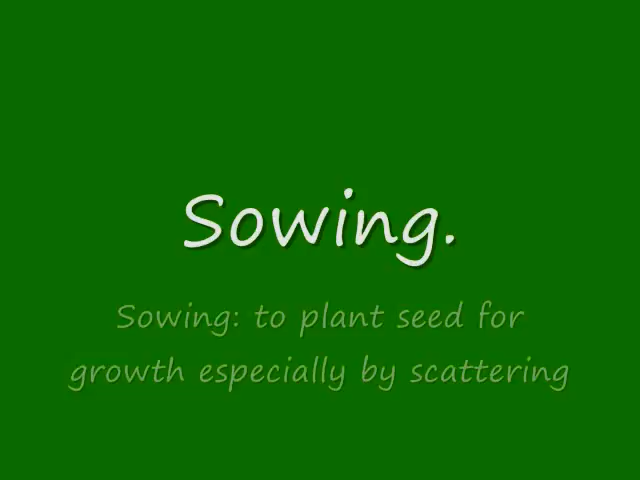 Sowing.
Sowing: to plant seed for
growth especially by scattering